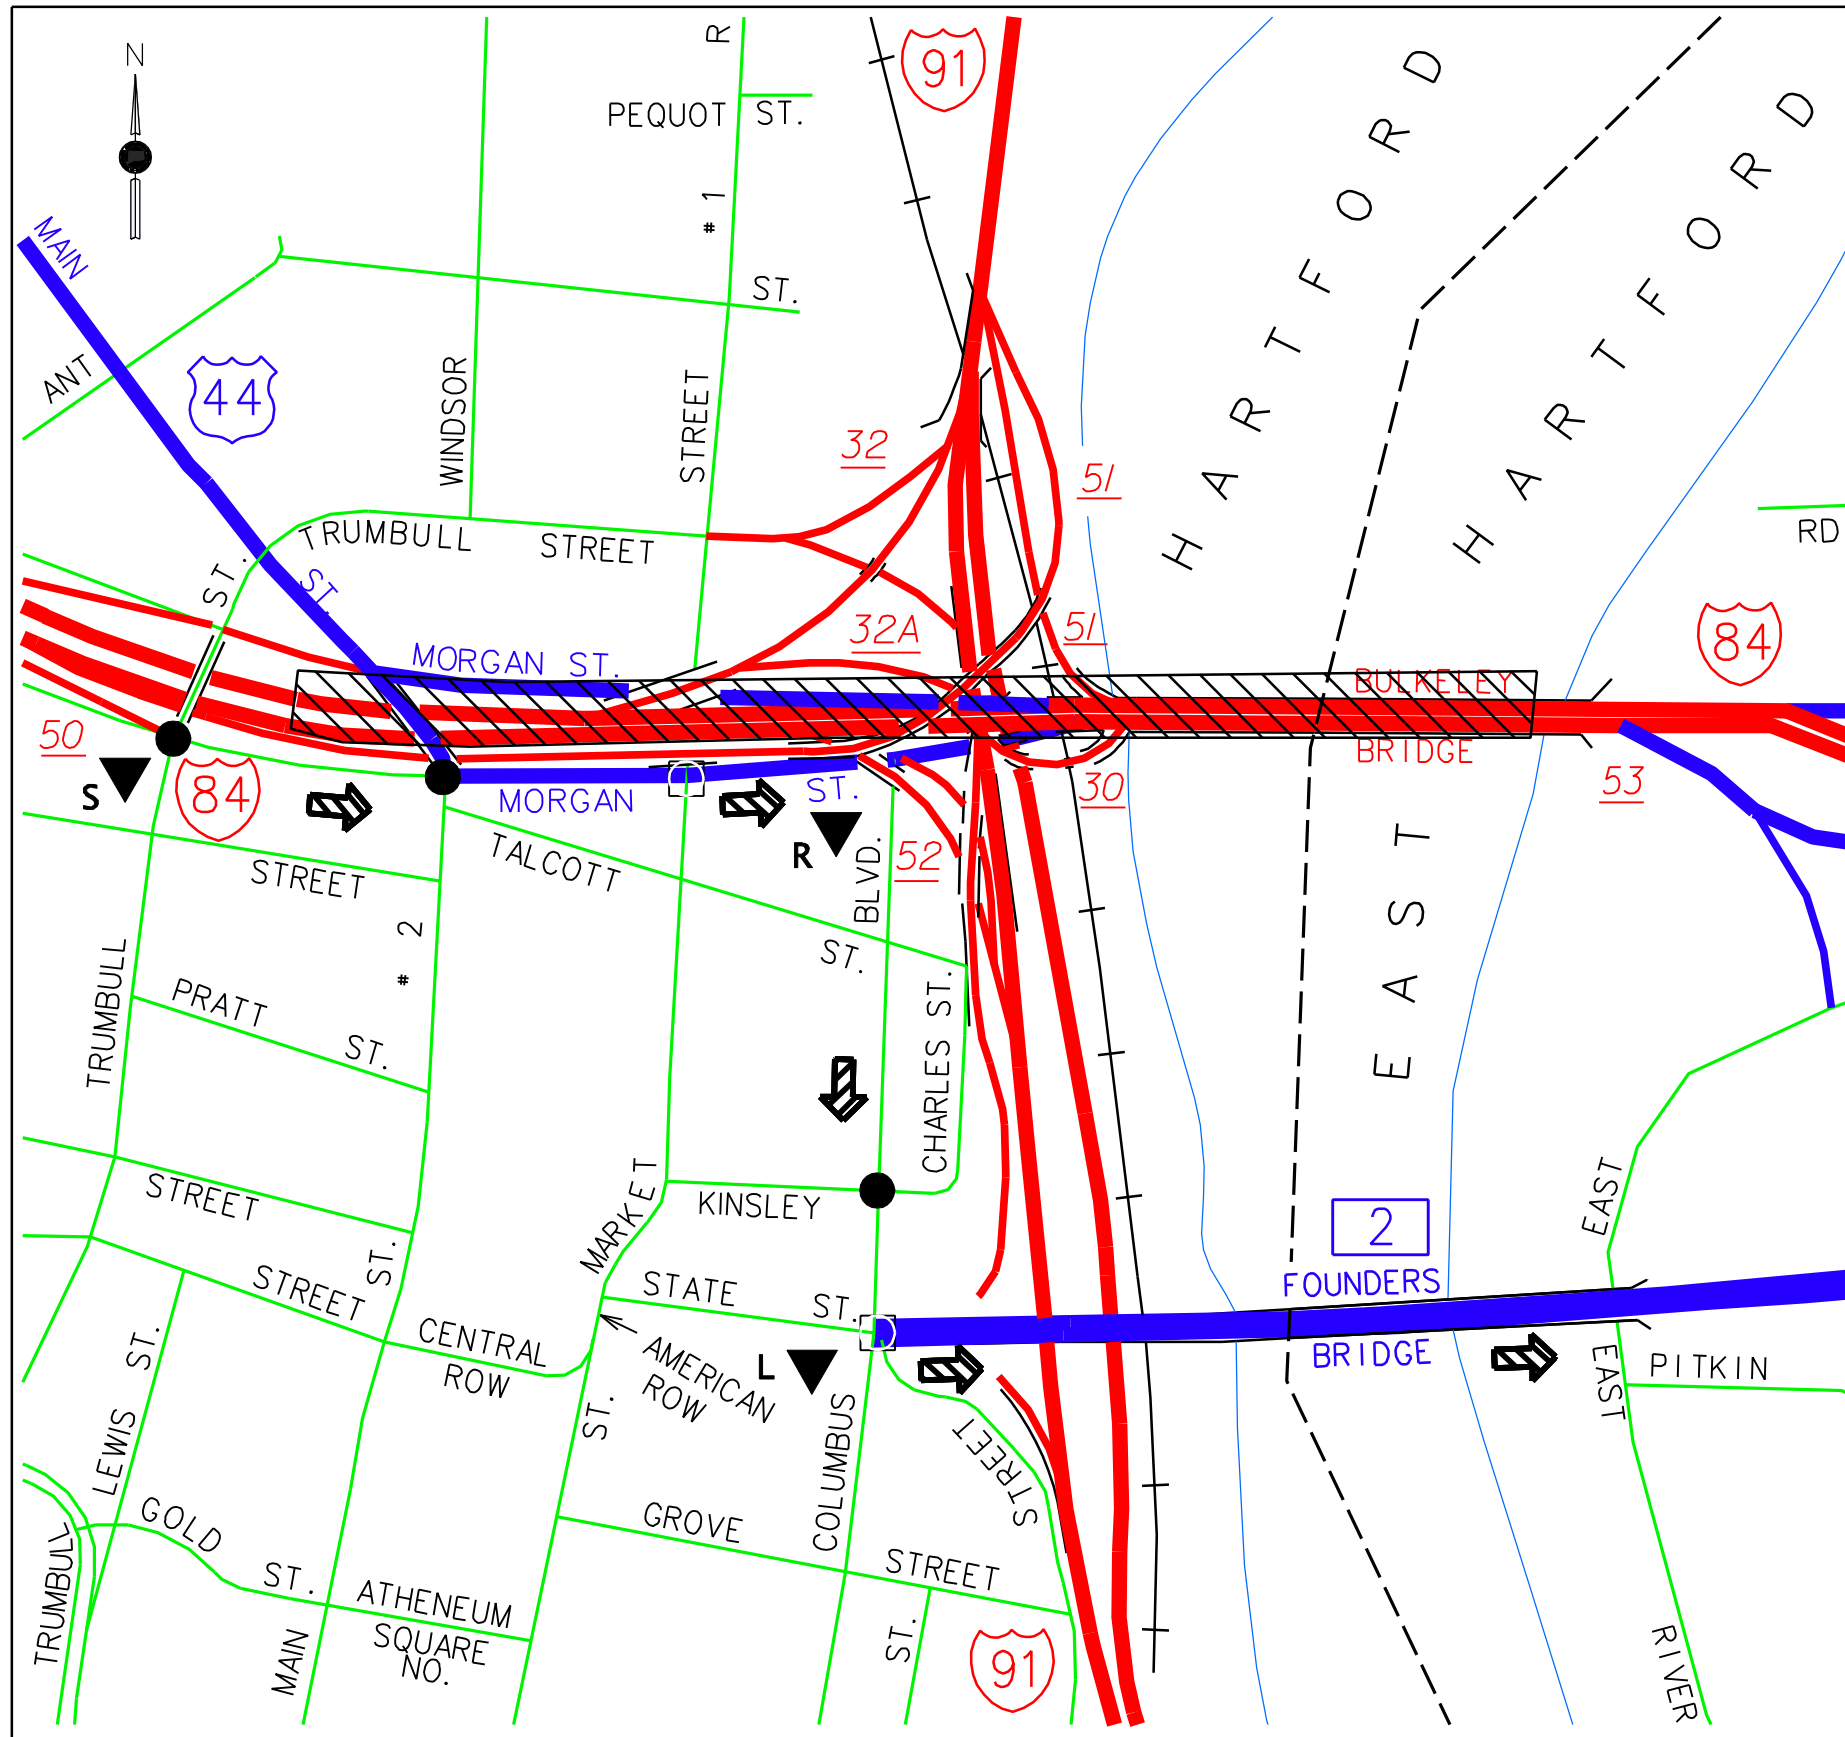 N
R
91
PEQUOT ST.
# 1
MAIN
ST.
ANT
44
WINDSOR
STREET
32
51
HARTFORD
HARTFORD
TRUMBULL STREET
ST.
ST.
RD
MORGAN ST.
32A
51
84
BULKELEY
BRIDGE
50
S
84
MORGAN ST.
30
53
R
52
TALCOTT ST.
STREET
BLVD.
EAST
# 2
TRUMBULL
PRATT ST.
CHARLES ST.
STREET
MARKET
KINSLEY
EAST
2
FOUNDERS
BRIDGE
STREET
ST.
STATE ST.
CENTRAL
ROW
AMERICAN
ROW
L
ST.
LEWIS
ST.
COLUMBUS
STREET
EAST
PITKIN
GOLD ST.
GROVE STREET
TRUMBULL
ATHENEUM
SQUARE
NO.
MAIN
ST.
91
RIVER